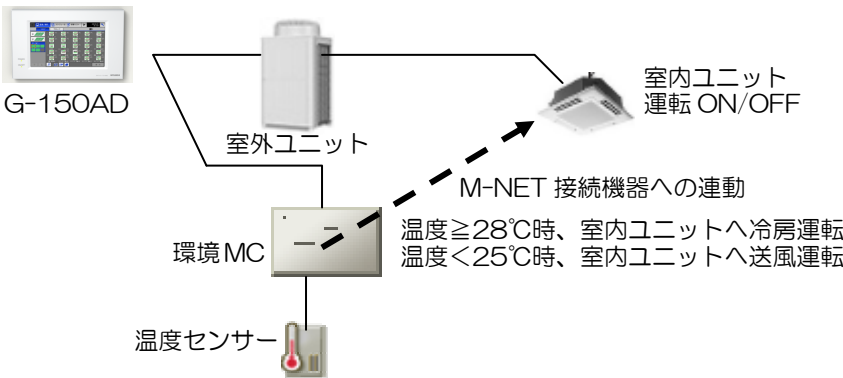 G-150AD
室外ユニット
室内ユニット
運転 ON/OFF
M-NET 接続機器への連動
温度≧28℃時、室内ユニットへ冷房運転
温度<25℃時、室内ユニットへ送風運転
環境MC
温度センサー